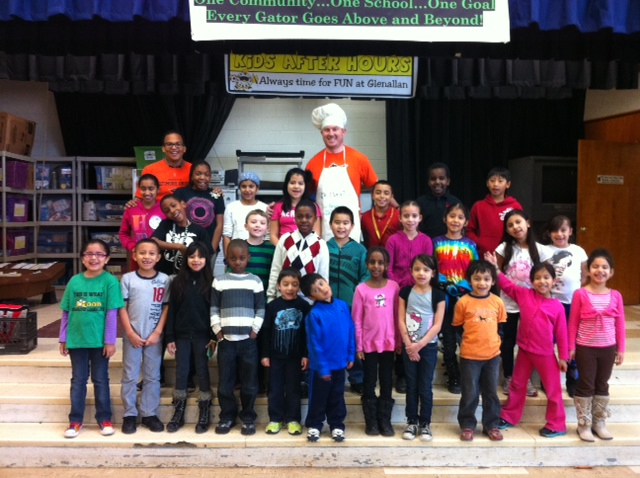 One Community...One School...One Goal
Every Gator Goes Above and Beyond!
KIDS AFTER HOURS
Always time for FUN at Glenallan